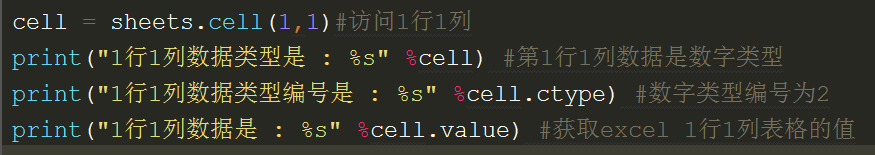 cell = sheets.cell(1,1)#访问1行1列
print("1行1列数据类型是 : %s" %cell) #第1行1列数据是数字类型
print("1行1列数据类型编号是 : %s" %cell.ctype) #数字类型编号为2
print("1行1列数据是 : %s" %cell.value) #获取excel 1行1列表格的值